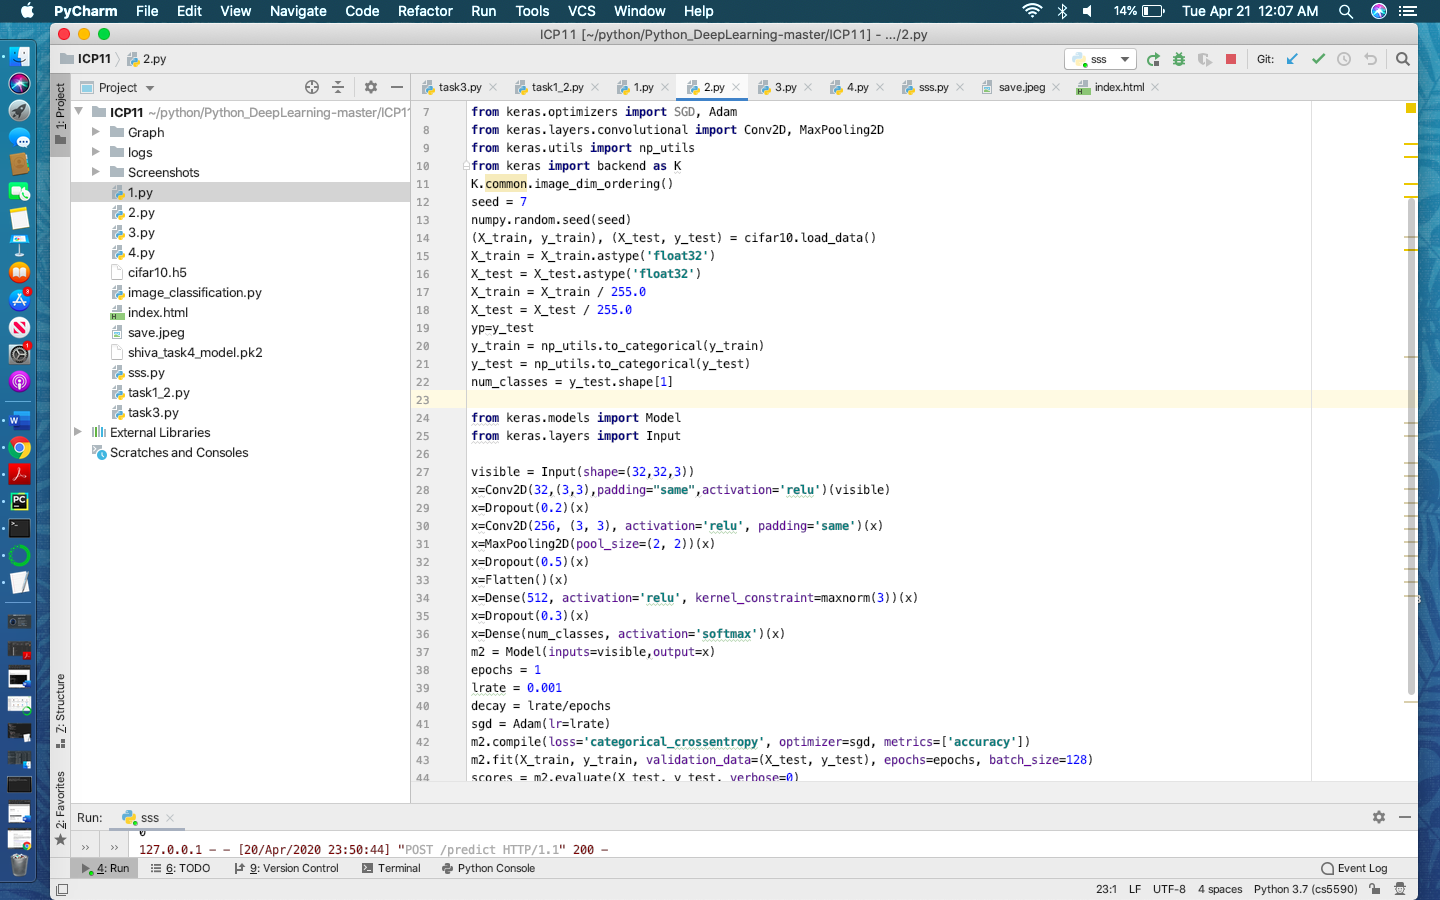 PyCharm File Edit View Navigate Code Refactor Run Tools VCS Window Help 14% Tue Apr 21 12:07 AM
ICP11 [~/python/Python_DeepLearning-master/ICP11] - .../2.py
ICP11 2.py sss Git:
1: Project
Project
task3.py task1_2.py 1.py 2.py 3.py 4.py sss.py save.jpeg index.html
ICP11 ~/python/Python_DeepLearning-master/ICP11
Graph
logs
Screenshots
1.py
2.py
3.py
4.py
cifar10.h5
image_classification.py
index.html
save.jpeg
shiva_task4_model.pk2
sss.py
task1_2.py
task3.py
External Libraries
Scratches and Consoles
7 from keras.optimizers import SGD, Adam
8 from keras.layers.convolutional import Conv2D, MaxPooling2D
9 from keras.utils import np_utils
10 from keras import backend as K
11 K.common.image_dim_ordering()
12 seed = 7
13 numpy.random.seed(seed)
14 (X_train, y_train), (X_test, y_test) = cifar10.load_data()
15 X_train = X_train.astype('float32')
16 X_test = X_test.astype('float32')
17 X_train = X_train / 255.0
18 X_test = X_test / 255.0
19 yp=y_test
20 y_train = np_utils.to_categorical(y_train)
21 y_test = np_utils.to_categorical(y_test)
22 num_classes = y_test.shape[1]
23
24 from keras.models import Model
25 from keras.layers import Input
26
27 visible = Input(shape=(32,32,3))
28 x=Conv2D(32,(3,3),padding="same",activation='relu')(visible)
29 x=Dropout(0.2)(x)
30 x=Conv2D(256, (3, 3), activation='relu', padding='same')(x)
31 x=MaxPooling2D(pool_size=(2, 2))(x)
32 x=Dropout(0.5)(x)
33 x=Flatten()(x)
34 x=Dense(512, activation='relu', kernel_constraint=maxnorm(3))(x)
35 x=Dropout(0.3)(x)
36 x=Dense(num_classes, activation='softmax')(x)
37 m2 = Model(inputs=visible,output=x)
38 epochs = 1
39 lrate = 0.001
40 decay = lrate/epochs
41 sgd = Adam(lr=lrate)
42 m2.compile(loss='categorical_crossentropy', optimizer=sgd, metrics=['accuracy'])
43 m2.fit(X_train, y_train, validation_data=(X_test, y_test), epochs=epochs, batch_size=128)
44 scores = m2.evaluate(X_test, y_test, verbose=0)
Z: Structure
2: Favorites
Run: sss
0
127.0.0.1 - - [20/Apr/2020 23:50:44] "POST /predict HTTP/1.1" 200 -
4: Run 6: TODO 9: Version Control Terminal Python Console Event Log
23:1 LF UTF-8 4 spaces Python 3.7 (cs5590)